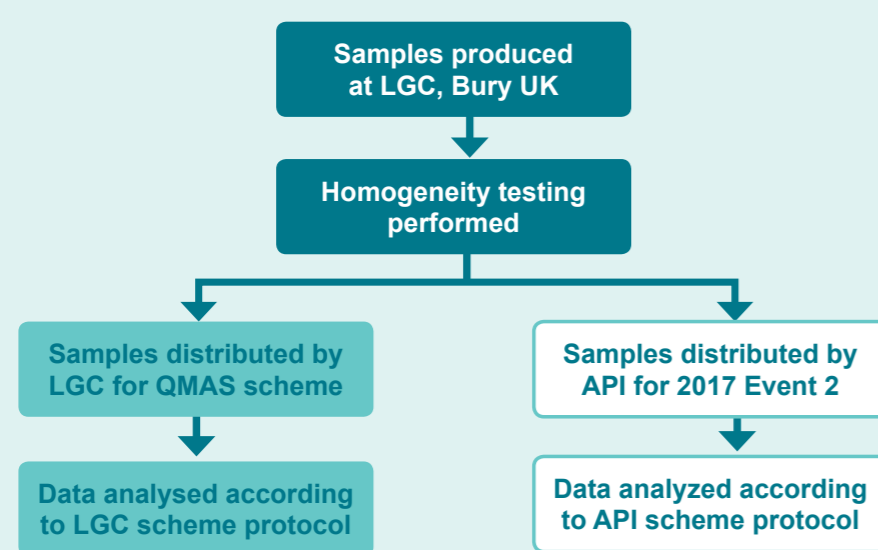 Samples produced
at LGC, Bury UK
Homogeneity testing
performed
Samples distributed by
LGC for QMAS scheme
Samples distributed by
API for 2017 Event 2
Data analysed according
to LGC scheme protocol
Data analyzed according
to API scheme protocol